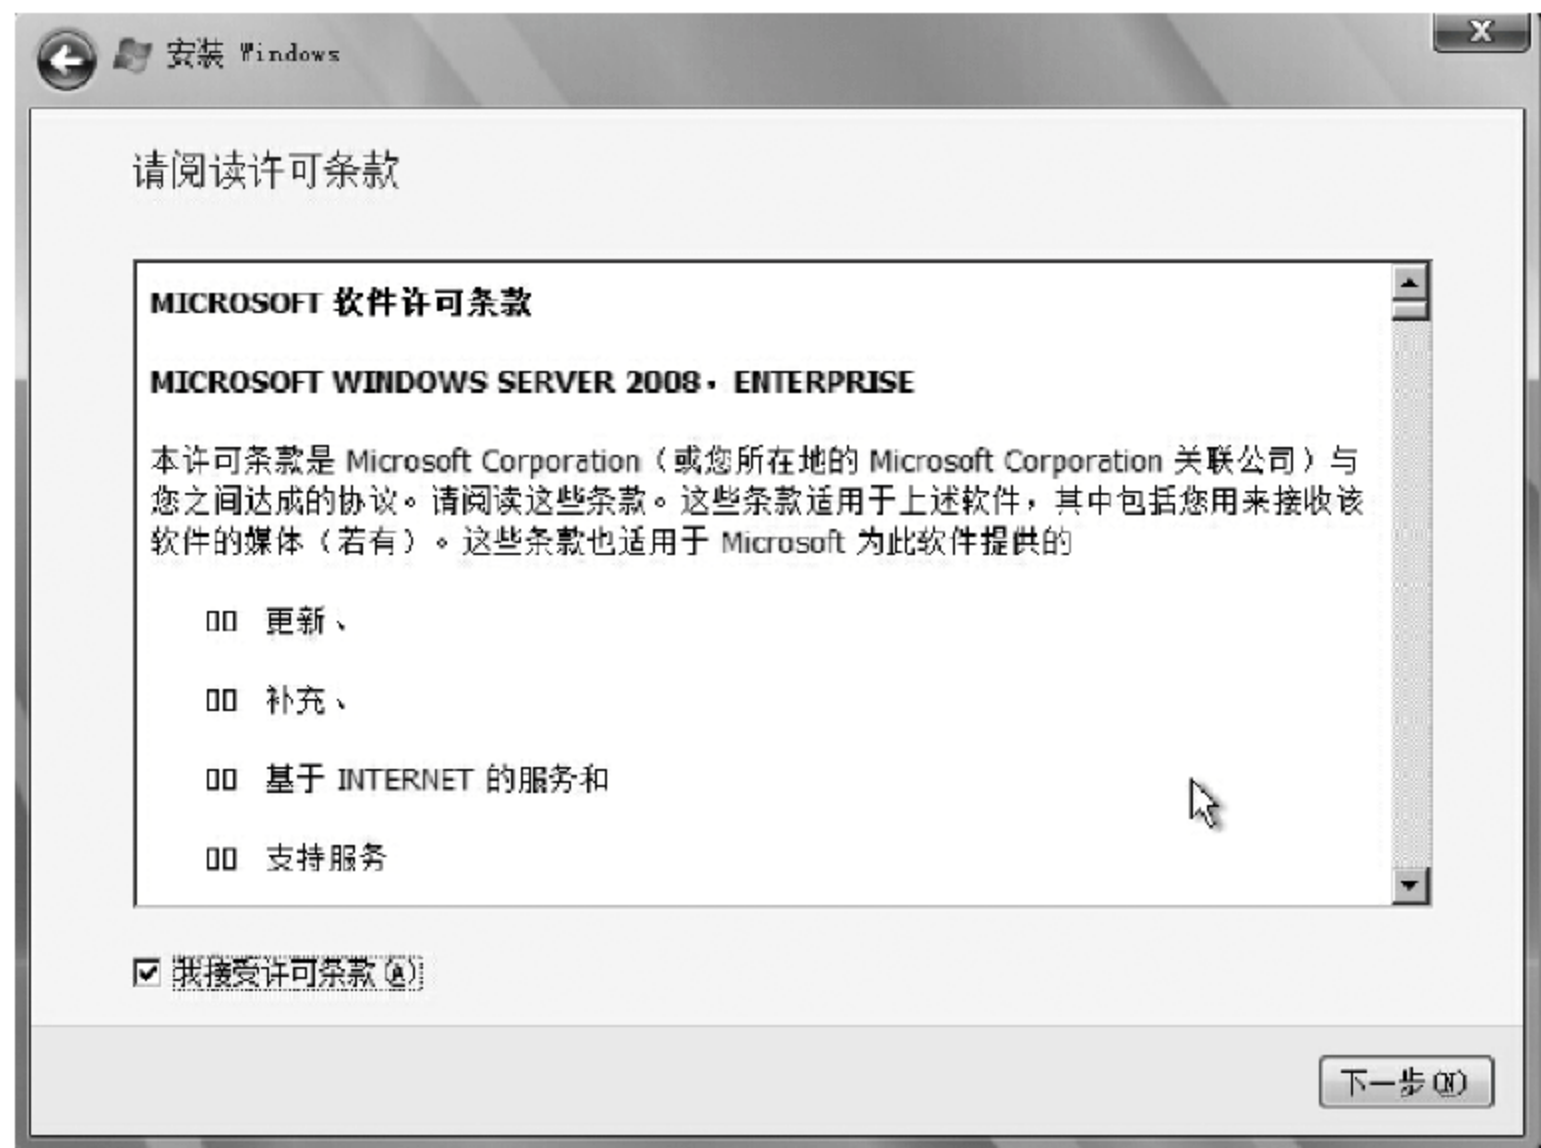 安装 Windows
X
请阅读许可条款
MICROSOFT 软件许可条款
MICROSOFT WINDOWS SERVER 2008，ENTERPRISE
本许可条款是 Microsoft Corporation（或您所在地的 Microsoft Corporation 关联公司）与
您之间达成的协议。请阅读这些条款。这些条款适用于上述软件，其中包括您用来接收该
软件的媒体（若有）。这些条款也适用于 Microsoft 为此软件提供的
更新、
补充、
基于 INTERNET 的服务和
支持服务
我接受许可条款(A)
下一步(N)